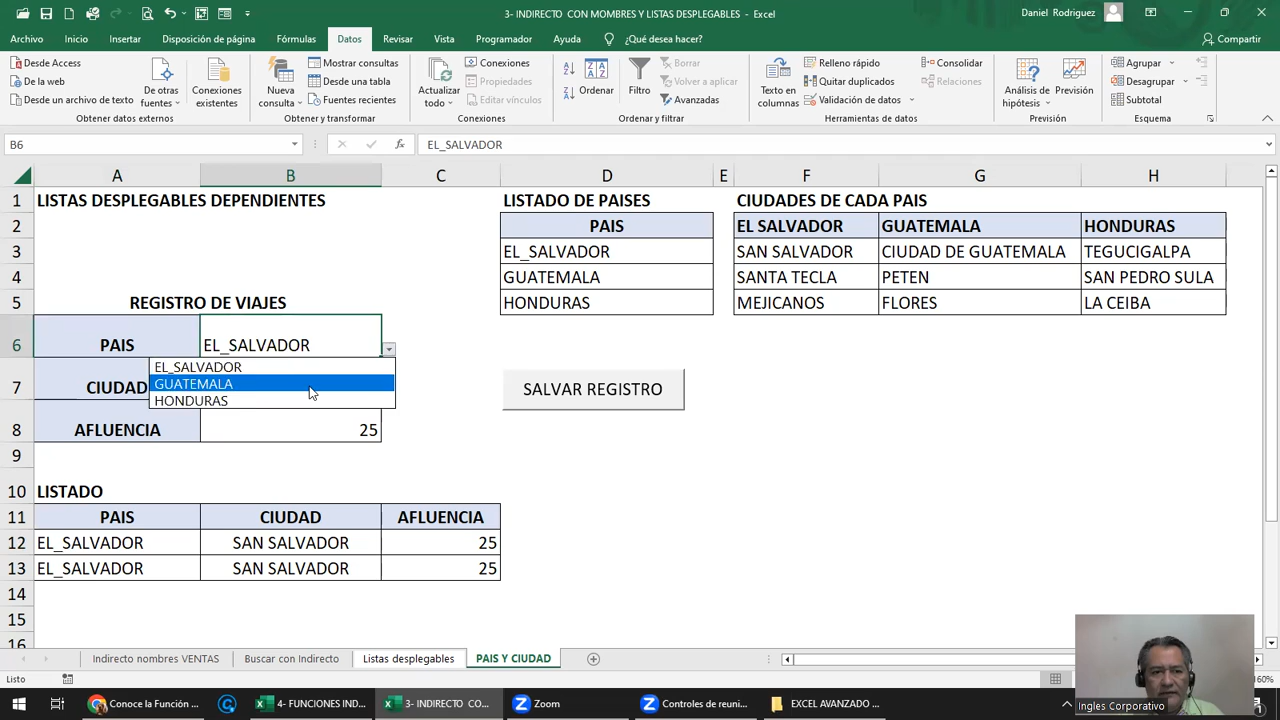 3- INDIRECTO CON MOMBRES Y LISTAS DESPLEGABLES - Excel
Daniel Rodriguez
Archivo
Inicio
Insertar
Disposición de página
Fórmulas
Datos
Revisar
Vista
Programador
Ayuda
¿Qué desea hacer?
Compartir
Desde Access
De la web
Desde un archivo de texto
De otras fuentes
Conexiones existentes
Obtener datos externos
Nueva consulta
Mostrar consultas
Desde una tabla
Fuentes recientes
Obtener y transformar
Actualizar todo
Conexiones
Propiedades
Editar vínculos
Conexiones
Ordenar
Filtro
Borrar
Volver a aplicar
Avanzadas
Ordenar y filtrar
Texto en columnas
Relleno rápido
Quitar duplicados
Validación de datos
Consolidar
Relaciones
Herramientas de datos
Análisis de hipótesis
Previsión
Previsión
Agrupar
Desagrupar
Subtotal
Esquema
B6
EL_SALVADOR
A B C D E F G H
1 LISTAS DESPLEGABLES DEPENDIENTES LISTADO DE PAISES CIUDADES DE CADA PAIS
2 PAIS EL SALVADOR GUATEMALA HONDURAS
3 EL_SALVADOR SAN SALVADOR CIUDAD DE GUATEMALA TEGUCIGALPA
4 GUATEMALA SANTA TECLA PETEN SAN PEDRO SULA
5 REGISTRO DE VIAJES HONDURAS MEJICANOS FLORES LA CEIBA
6 PAIS EL_SALVADOR
EL_SALVADOR
GUATEMALA
HONDURAS
7 CIUDAD SALVAR REGISTRO
8 AFLUENCIA 25
9
10 LISTADO
11 PAIS CIUDAD AFLUENCIA
12 EL_SALVADOR SAN SALVADOR 25
13 EL_SALVADOR SAN SALVADOR 25
14
15
16
Indirecto nombres VENTAS
Buscar con Indirecto
Listas desplegables
PAIS Y CIUDAD
Listo
160%
Conoce la Función ...
4- FUNCIONES IND...
3- INDIRECTO CO...
Zoom
Controles de reuni...
EXCEL AVANZADO ...
Ingles Corporativo